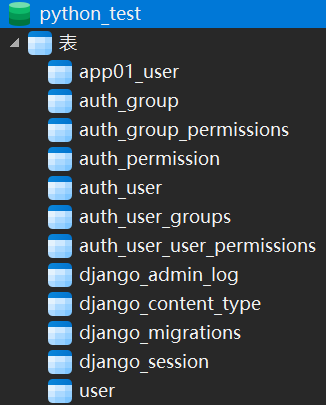 python_test
表
app01_user
auth_group
auth_group_permissions
auth_permission
auth_user
auth_user_groups
auth_user_user_permissions
django_admin_log
django_content_type
django_migrations
django_session
user